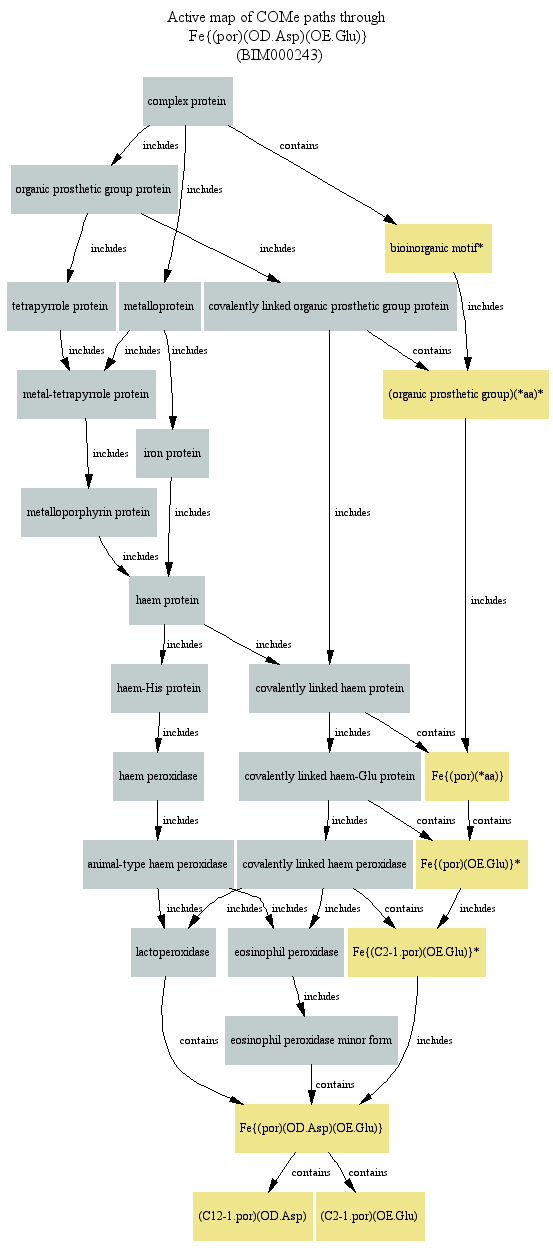 Active map of COMe paths through
Fe{(por)(OD.Asp)(OE.Glu)}
(BIM000243)
complex protein
includes
contains
organic prosthetic group protein
includes
bioinorganic motif*
includes
includes
tetrapyrrole protein
metalloprotein
covalently linked organic prosthetic group protein
includes
includes
includes
includes
contains
metal-tetrapyrrole protein
(organic prosthetic group)(*aa)*
includes
iron protein
metalloporphyrin protein
includes
includes
includes
includes
haem protein
includes
includes
haem-His protein
covalently linked haem protein
includes
includes
contains
haem peroxidase
covalently linked haem-Glu protein
Fe{(por)(*aa)}
includes
includes
contains
contains
animal-type haem peroxidase
covalently linked haem peroxidase
Fe{(por)(OE.Glu)}*
includes
includes
includes
includes
contains
includes
lactoperoxidase
eosinophil peroxidase
Fe{(C2-1.por)(OE.Glu)}*
includes
contains
eosinophil peroxidase minor form
includes
contains
Fe{(por)(OD.Asp)(OE.Glu)}
contains
contains
(C12-1.por)(OD.Asp)
(C2-1.por)(OE.Glu)